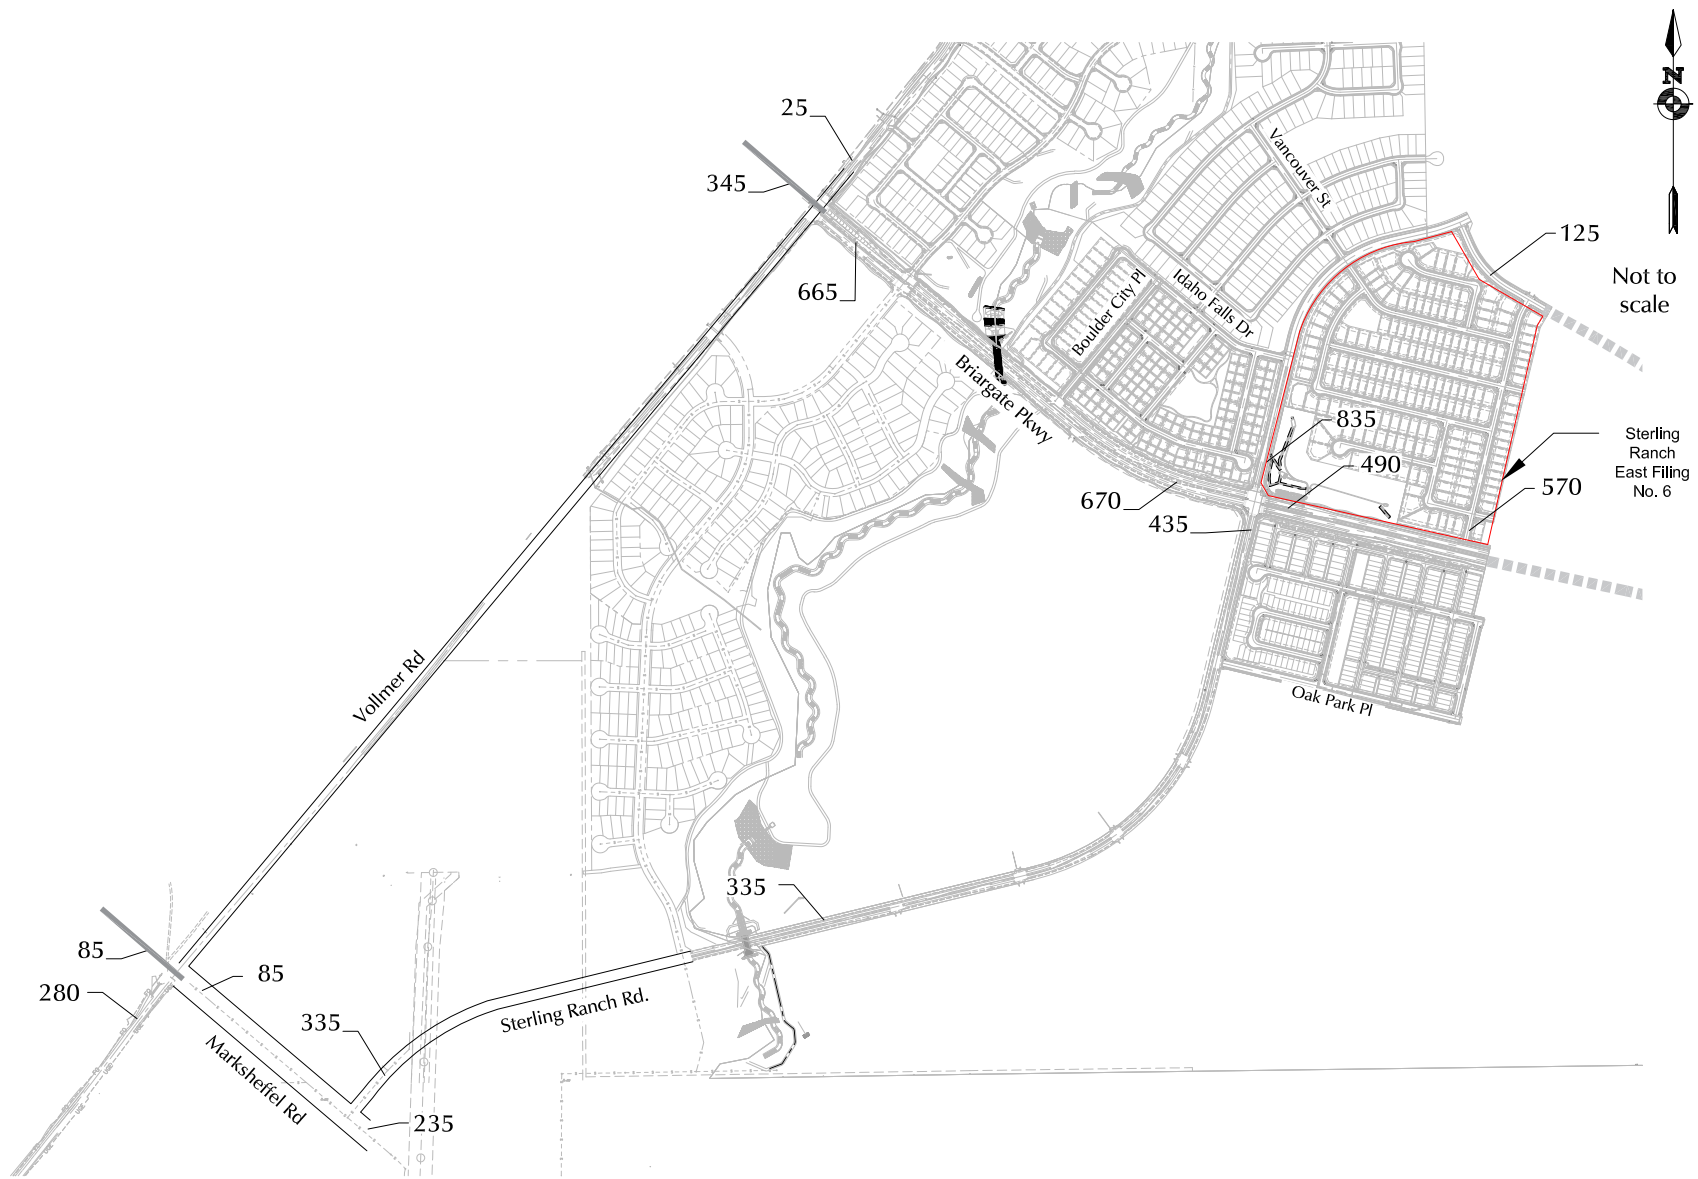 N
25
Vancouver St
345
125
Not to
scale
665
Boulder City Pl
Idaho Falls Dr
Briargate Pkwy
835
Sterling
Ranch
East Filing
No. 6
490
570
670
435
Vollmer Rd
Oak Park Pl
335
85
85
280
Sterling Ranch Rd.
335
Marksheffel Rd
235